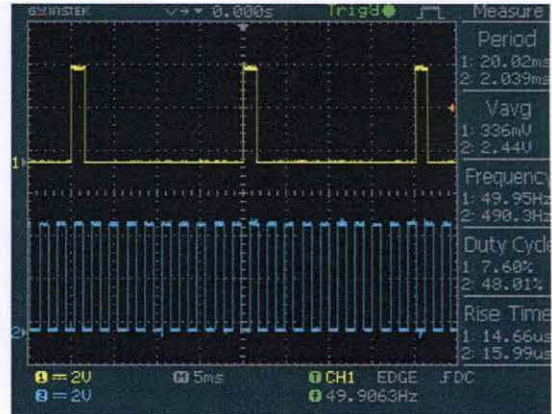 GWINSTEK 0.000s Trig'd Measure
Period
1: 20.02ms
2: 2.039ms
Vavg
1: 336mV
2: 2.44V
Frequency
1: 49.95Hz
2: 490.3Hz
Duty Cycl
1: 7.60%
2: 48.01%
Rise Time
1: 14.66us
2: 15.99us
1
2
1 2V M 5ms T CH1 EDGE DC
2 2V f 49.9063Hz